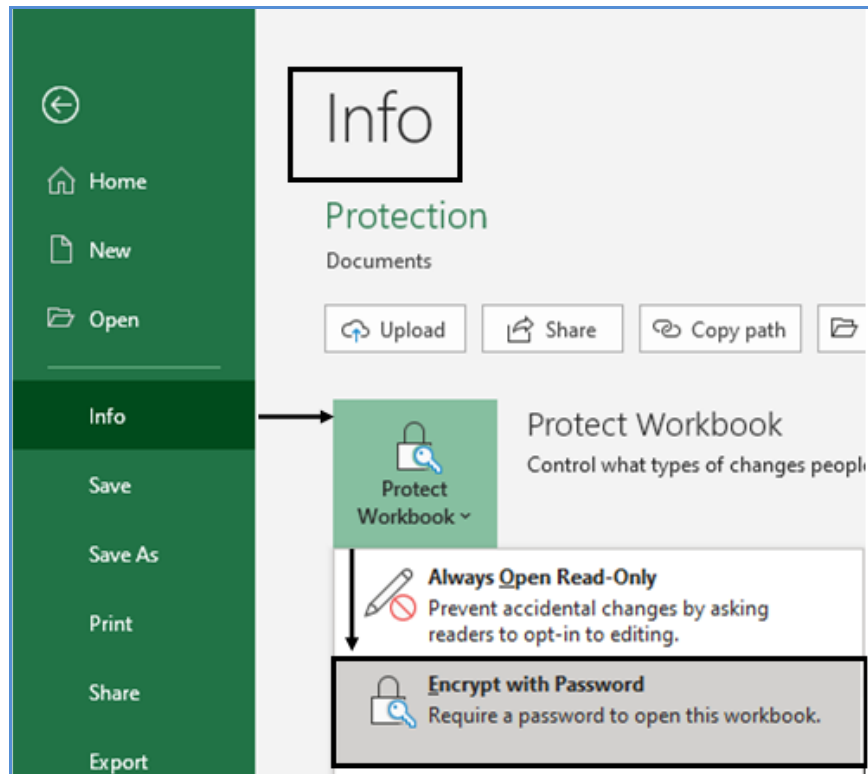 Info
Home
Protection
New
Documents
Open
Upload
Share
Copy path
Info
Protect Workbook
Control what types of changes
Save
Protect
Workbook
Save As
Always Open Read-Only
Prevent accidental changes by asking
readers to opt-in to editing.
Print
Encrypt with Password
Require a password to open this workbook.
Share
Export